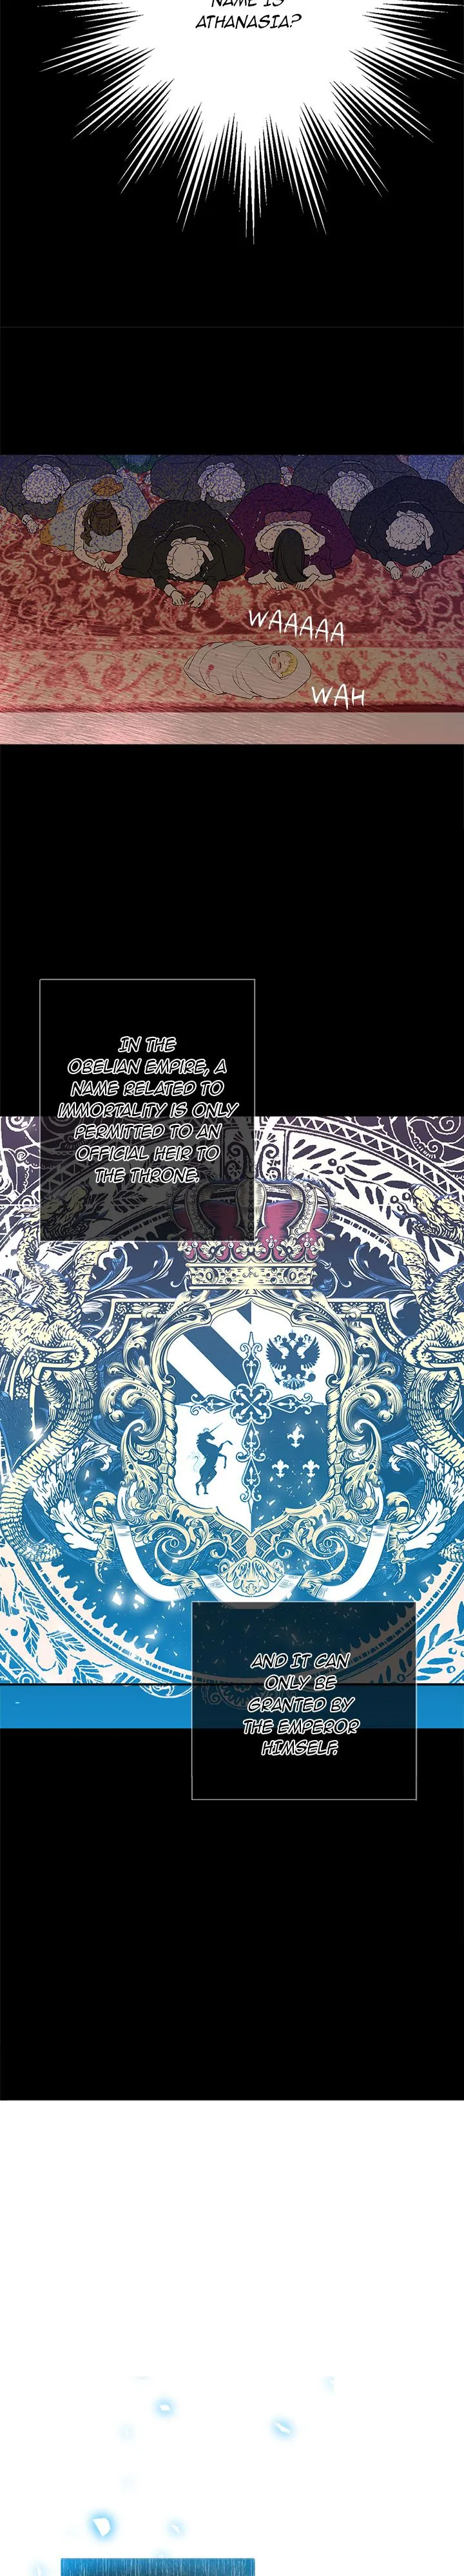 NAME IS
ATHANASIA?
WAAAAA
WAH
IN THE
OBELIAN EMPIRE, A
NAME RELATED TO
IMMORTALITY IS ONLY
PERMITTED TO AN
OFFICIAL HEIR TO
THE THRONE.
AND IT CAN
ONLY BE
GRANTED BY
THE EMPEROR
HIMSELF.